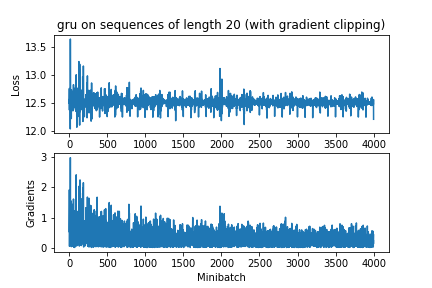 gru on sequences of length 20 (with gradient clipping)
13.5
13.0
12.5
12.0
Loss
0 500 1000 1500 2000 2500 3000 3500 4000
3
2
1
0
Gradients
0 500 1000 1500 2000 2500 3000 3500 4000
Minibatch